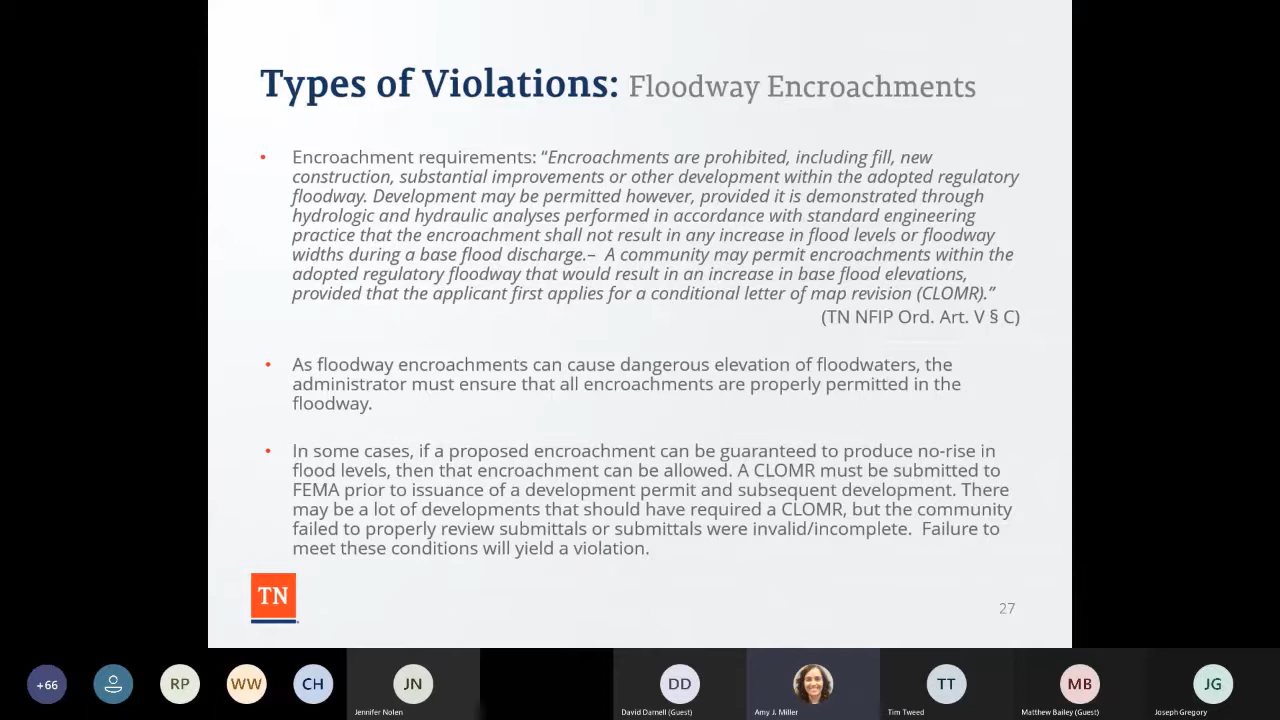 Types of Violations: Floodway Encroachments
• Encroachment requirements: “Encroachments are prohibited, including fill, new
construction, substantial improvements or other development within the adopted regulatory
floodway. Development may be permitted however, provided it is demonstrated through
hydrologic and hydraulic analyses performed in accordance with standard engineering
practice that the encroachment shall not result in any increase in flood levels or floodway
widths during a base flood discharge.– A community may permit encroachments within the
adopted regulatory floodway that would result in an increase in base flood elevations,
provided that the applicant first applies for a conditional letter of map revision (CLOMR).”
(TN NFIP Ord. Art. V § C)
• As floodway encroachments can cause dangerous elevation of floodwaters, the
administrator must ensure that all encroachments are properly permitted in the
floodway.
• In some cases, if a proposed encroachment can be guaranteed to produce no-rise in
flood levels, then that encroachment can be allowed. A CLOMR must be submitted to
FEMA prior to issuance of a development permit and subsequent development. There
may be a lot of developments that should have required a CLOMR, but the community
failed to properly review submittals or submittals were invalid/incomplete. Failure to
meet these conditions will yield a violation.
TN
27
+66
RP
WW
CH
JN
Jennifer Nolen
DD
David Darnell (Guest)
Amy J. Miller
TT
Tim Tweed
MB
Matthew Bailey (Guest)
JG
Joseph Gregory